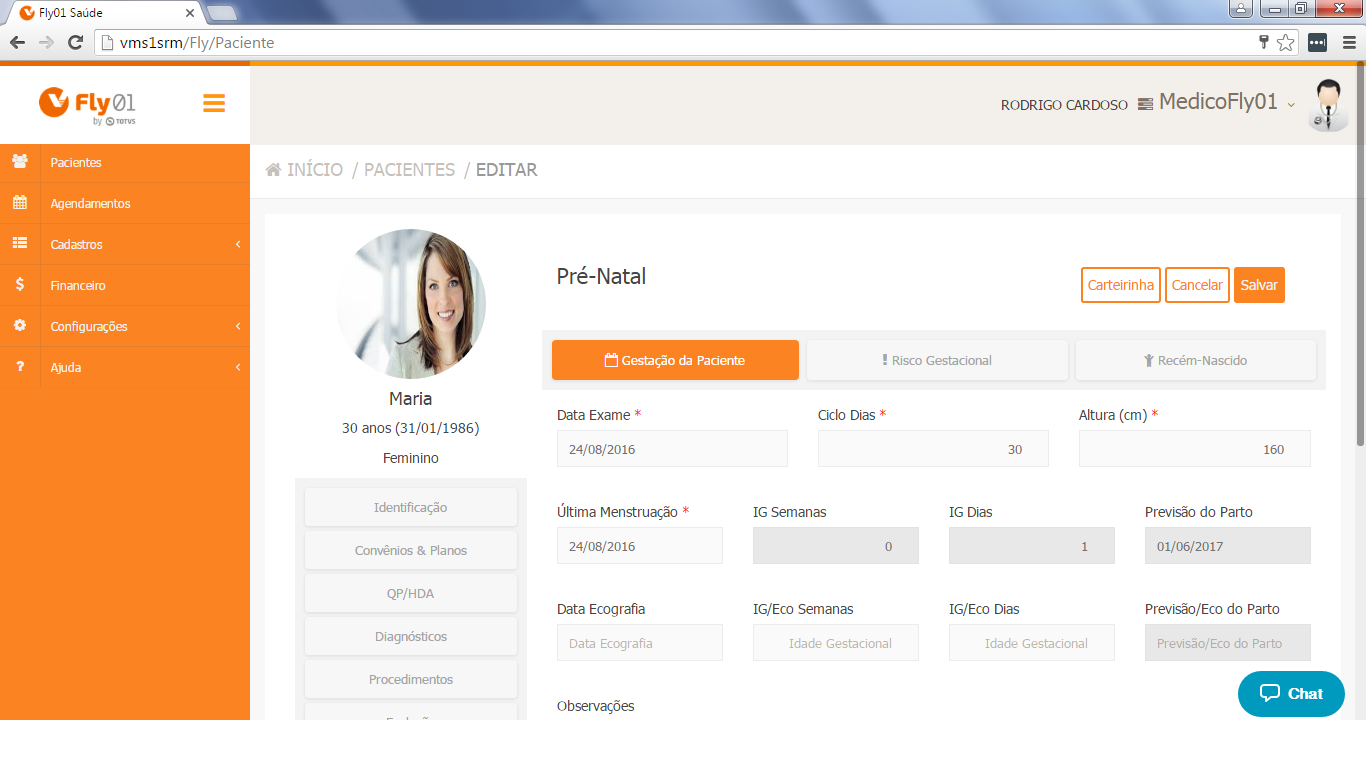 Fly01 Saúde
vms1srm/Fly/Paciente
Fly01
by TOTVS
RODRIGO CARDOSO MedicoFly01
Pacientes
Agendamentos
Cadastros
Financeiro
Configurações
Ajuda
INÍCIO / PACIENTES / EDITAR
Maria
30 anos (31/01/1986)
Feminino
Identificação
Convênios & Planos
QP/HDA
Diagnósticos
Procedimentos
Pré-Natal
Carteirinha Cancelar Salvar
Gestação da Paciente Risco Gestacional Recém-Nascido
Data Exame * Ciclo Dias * Altura (cm) *
24/08/2016 30 160
Última Menstruação * IG Semanas IG Dias Previsão do Parto
24/08/2016 0 1 01/06/2017
Data Ecografia IG/Eco Semanas IG/Eco Dias Previsão/Eco do Parto
Data Ecografia Idade Gestacional Idade Gestacional Previsão/Eco do Parto
Observações
Chat